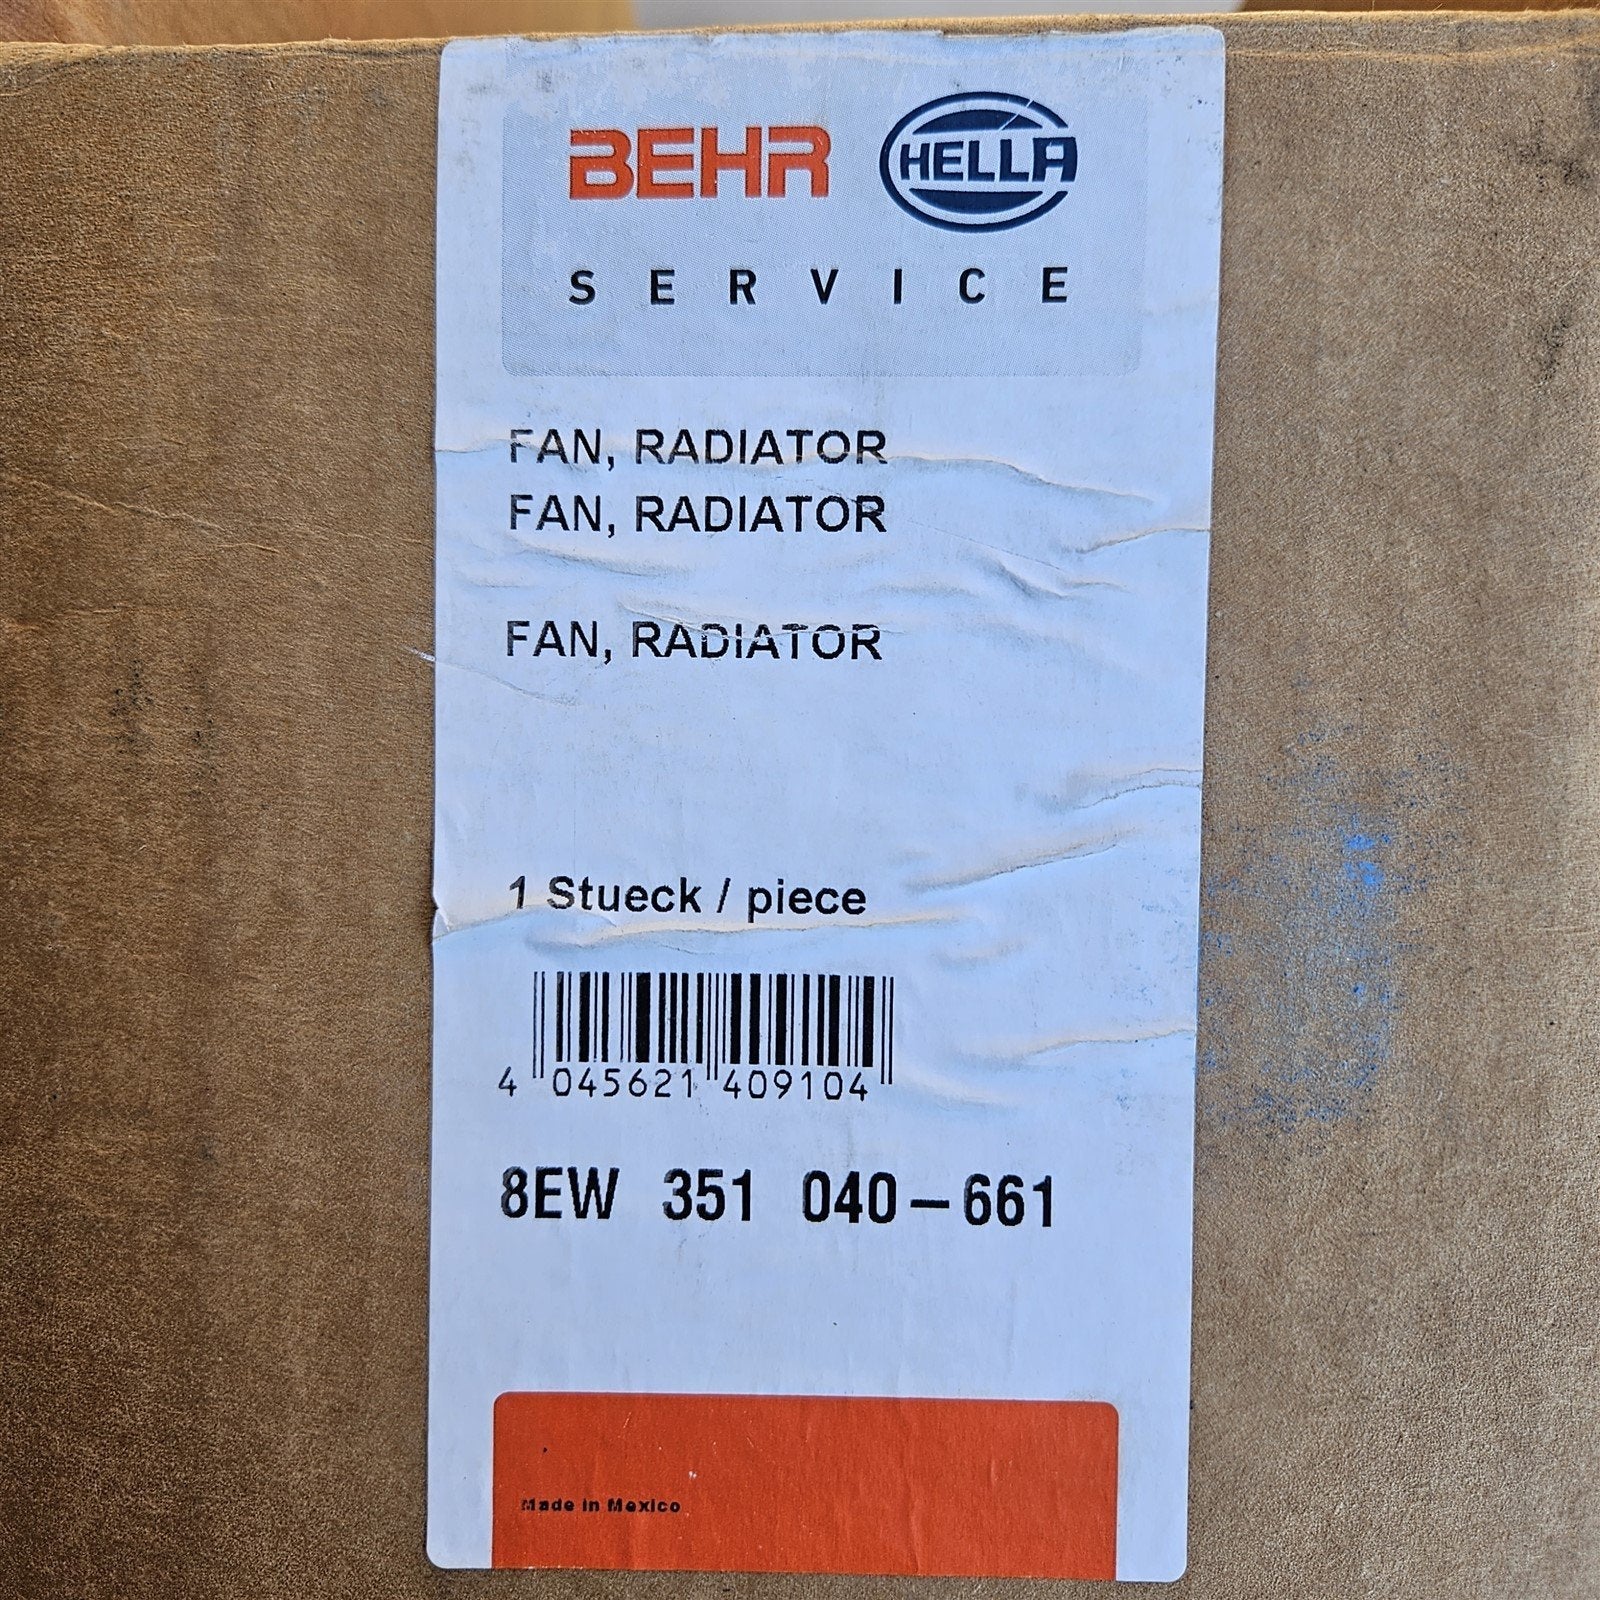 BEHR HELLA
SERVICE
FAN, RADIATOR
FAN, RADIATOR
FAN, RADIATOR
1 Stueck / piece
4 045621 409104
8EW 351 040-661
Made in Mexico